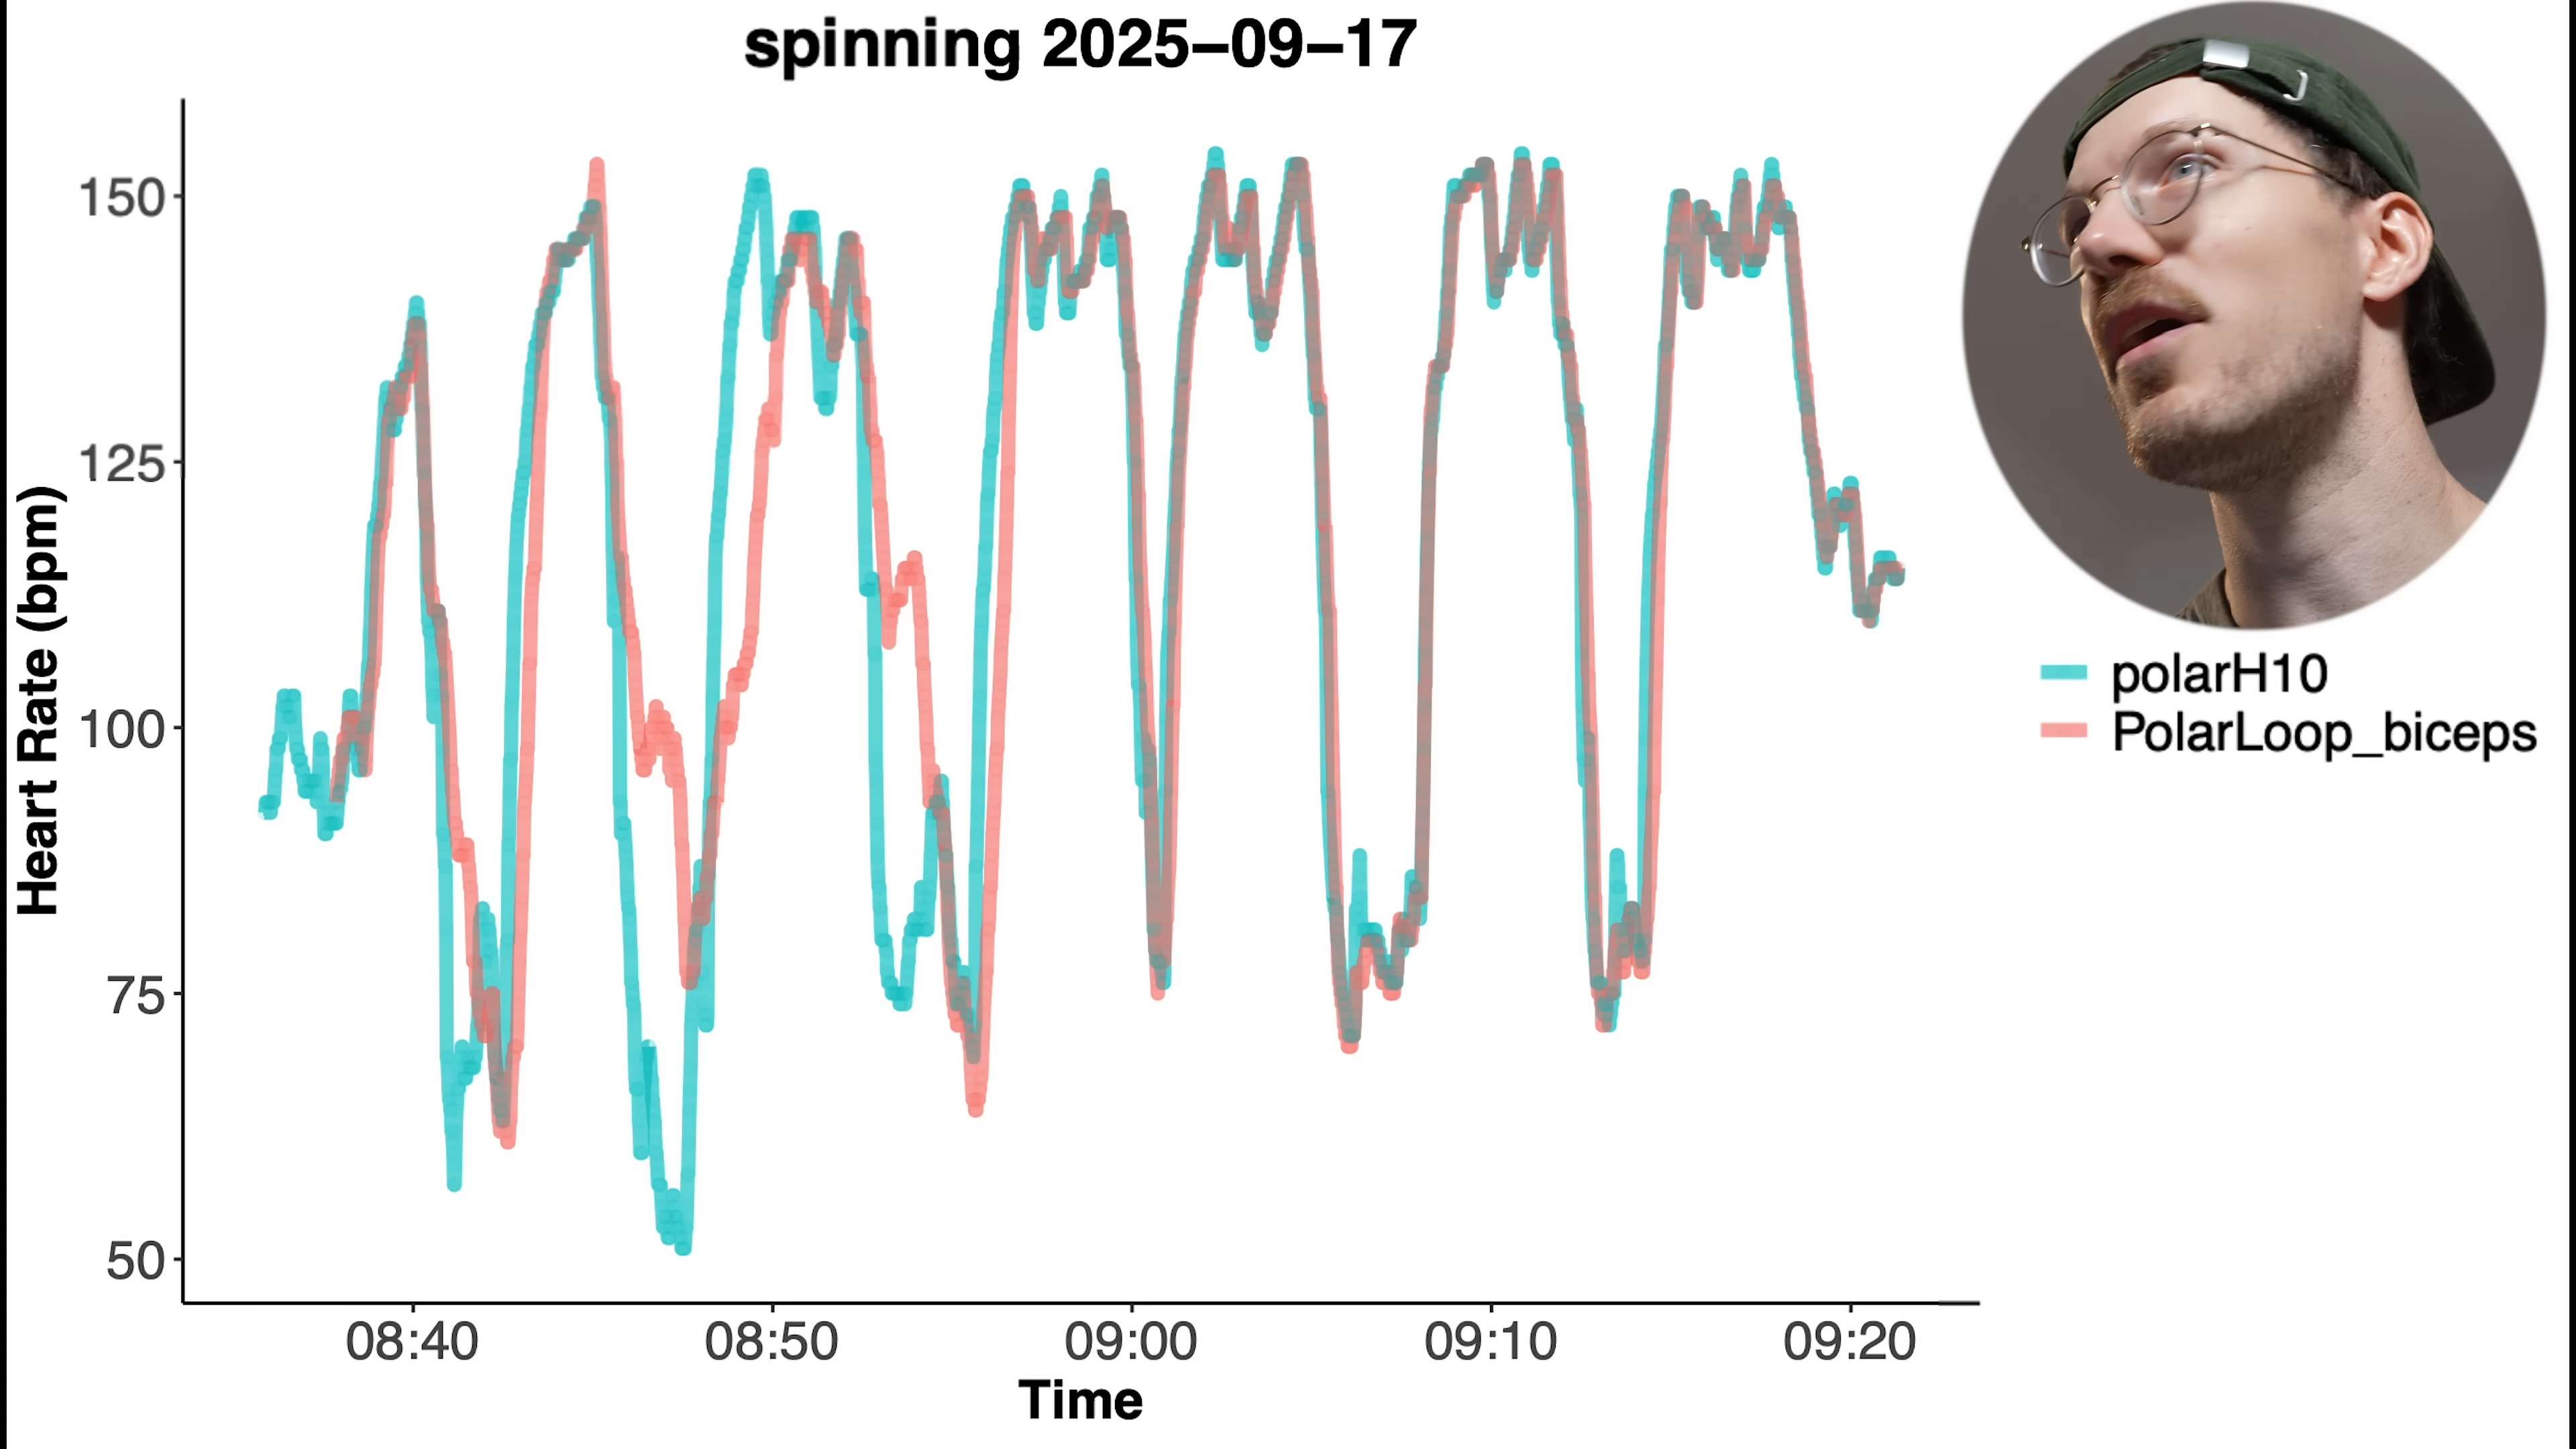 spinning 2025–09–17
Heart Rate (bpm)
150
125
100
75
50
08:40
08:50
09:00
09:10
09:20
Time
polarH10
PolarLoop_biceps